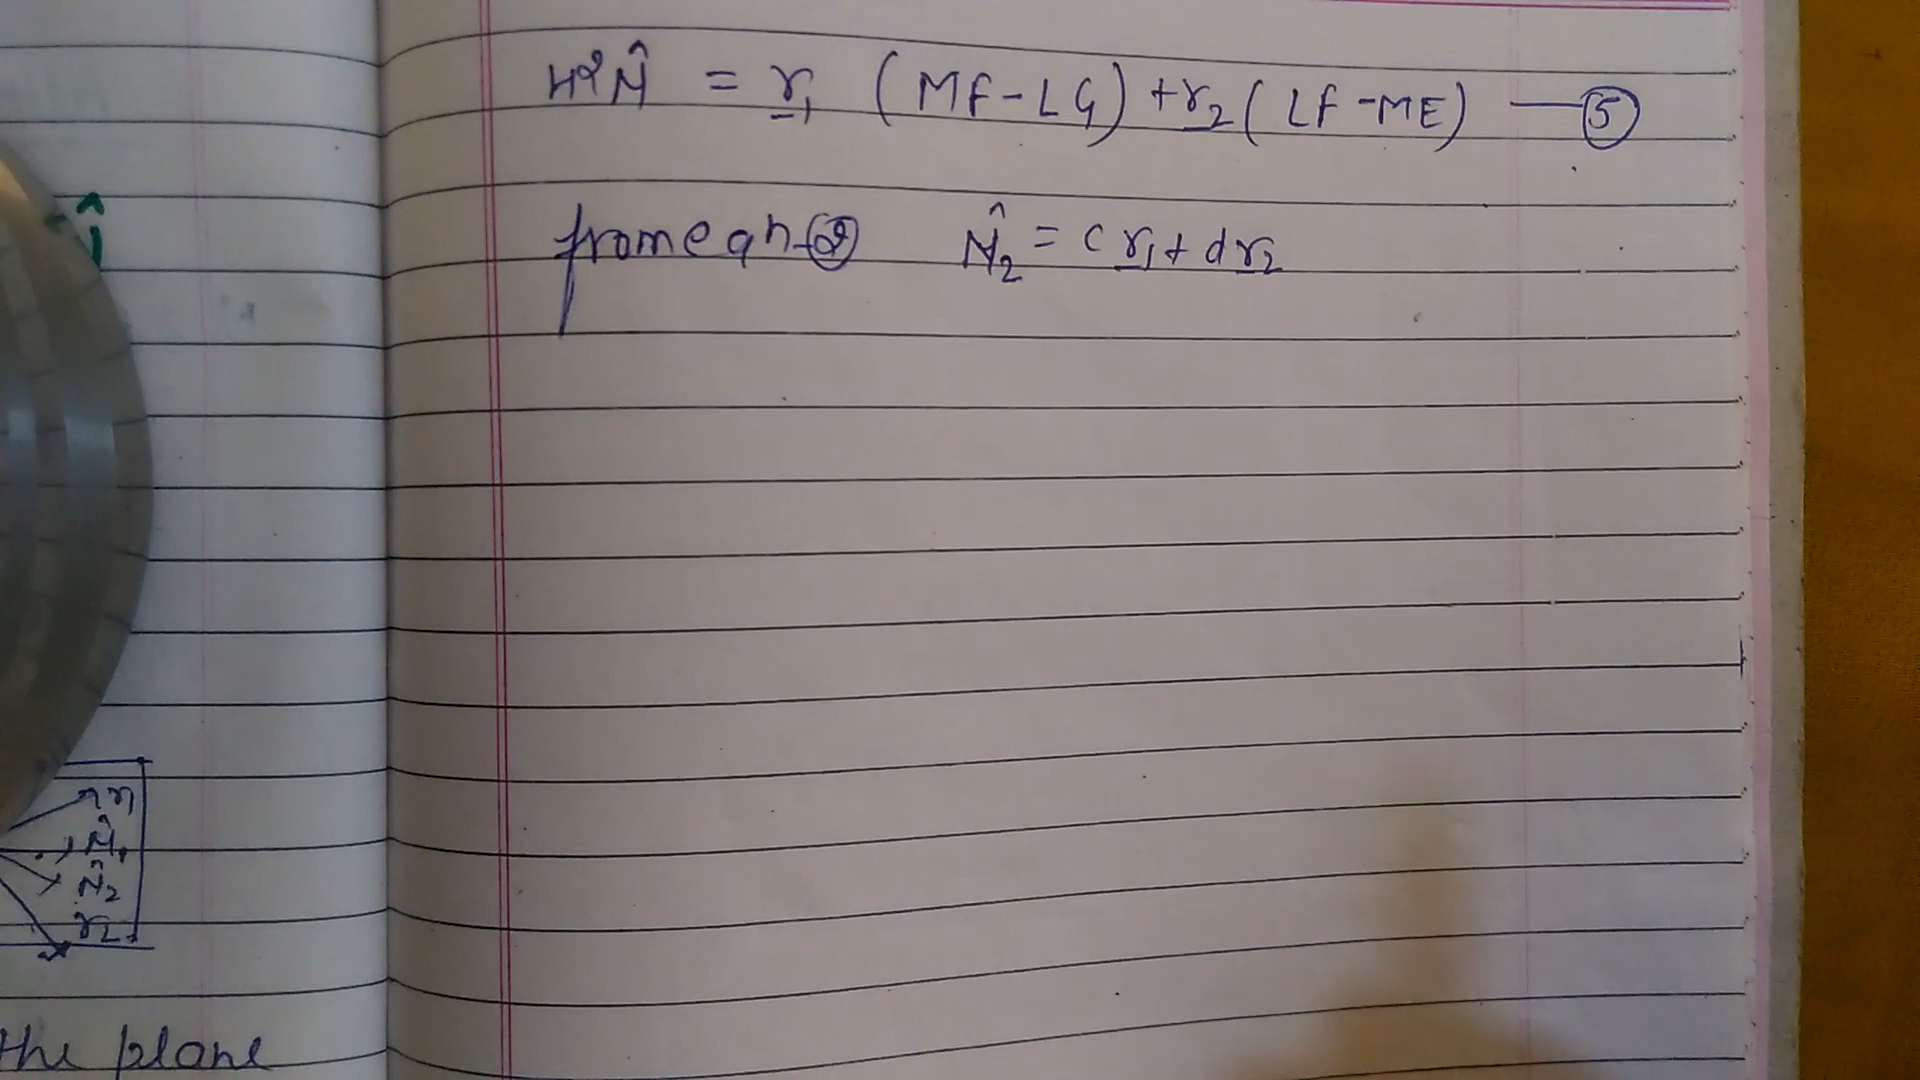 H²N̂ = r₁ (MF-LG) + r₂ (LF-ME) — ⑤
from eqn-② N̂₂ = c r₁ + d r₂
ĵ
r₁
N̂₁
N̂₂
r₂
the plane